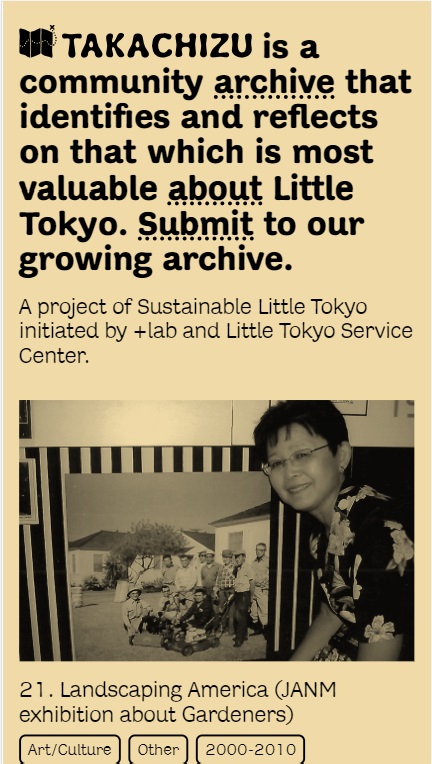 TAKACHIZU is a
community archive that
identifies and reflects
on that which is most
valuable about Little
Tokyo. Submit to our
growing archive.
A project of Sustainable Little Tokyo
initiated by +lab and Little Tokyo Service
Center.
21. Landscaping America (JANM
exhibition about Gardeners)
Art/Culture Other 2000-2010